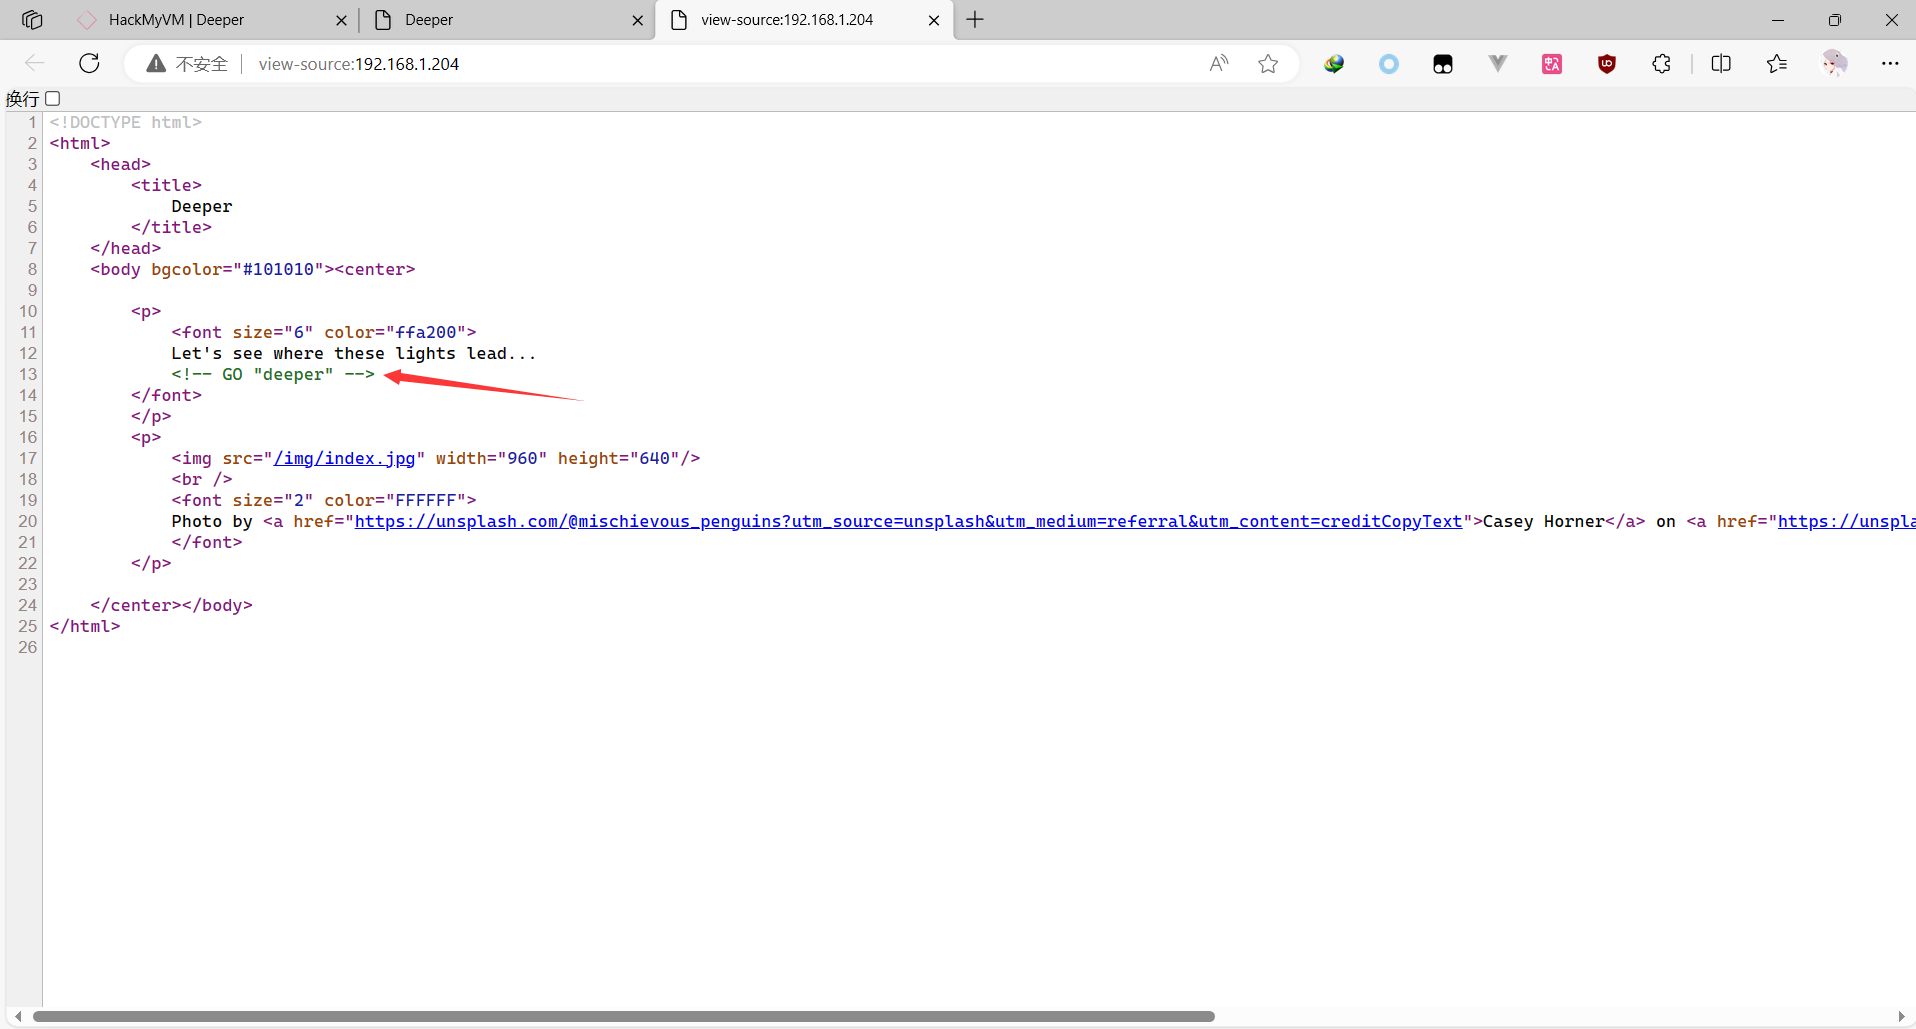 HackMyVM | Deeper
Deeper
view-source:192.168.1.204
不安全
view-source:192.168.1.204
换行
1 <!DOCTYPE html>
2 <html>
3 <head>
4 <title>
5 Deeper
6 </title>
7 </head>
8 <body bgcolor="#101010"><center>
9
10 <p>
11 <font size="6" color="ffa200">
12 Let's see where these lights lead...
13 <!-- GO "deeper" -->
14 </font>
15 </p>
16 <p>
17 <img src="/img/index.jpg" width="960" height="640"/>
18 <br />
19 <font size="2" color="FFFFFF">
20 Photo by <a href="https://unsplash.com/@mischievous_penguins?utm_source=unsplash&utm_medium=referral&utm_content=creditCopyText">Casey Horner</a> on <a href="https://unspla
21 </font>
22 </p>
23
24 </center></body>
25 </html>
26